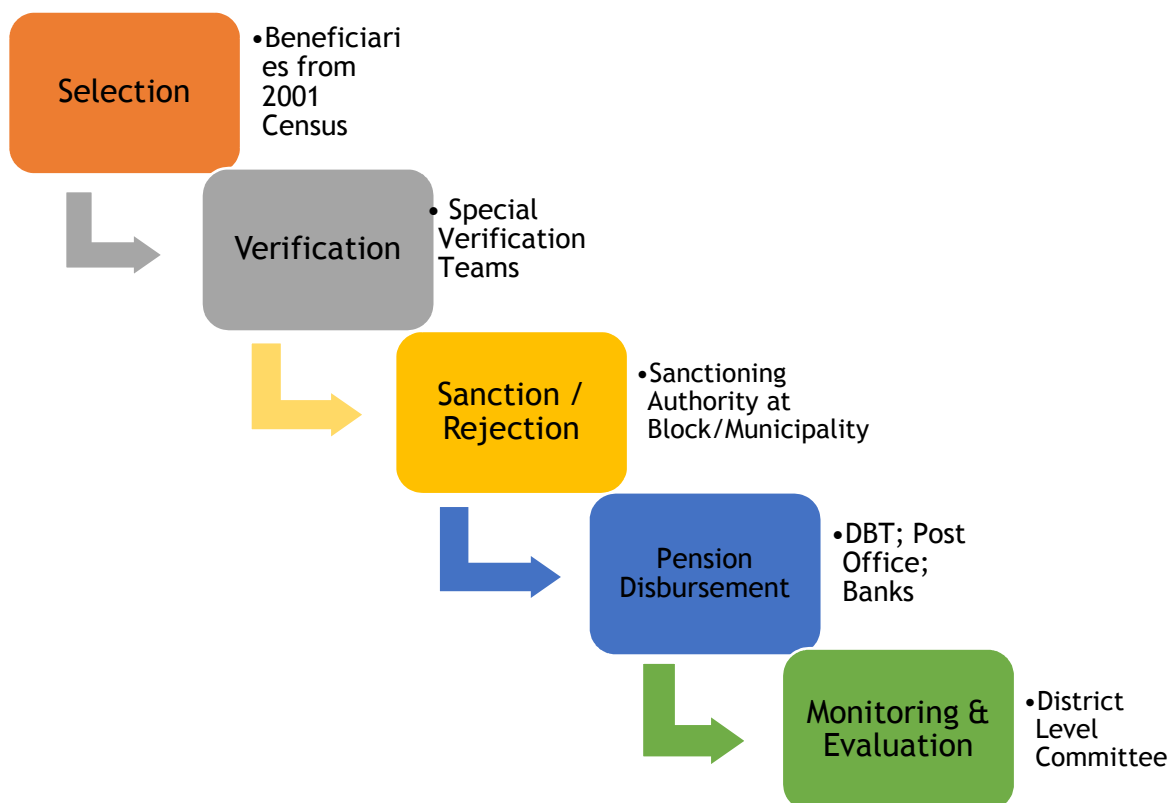 Selection
•Beneficiari
es from
2001
Census
Verification
• Special
Verification
Teams
Sanction /
Rejection
•Sanctioning
Authority at
Block/Municipality
Pension
Disbursement
•DBT; Post
Office;
Banks
Monitoring &
Evaluation
•District
Level
Committee